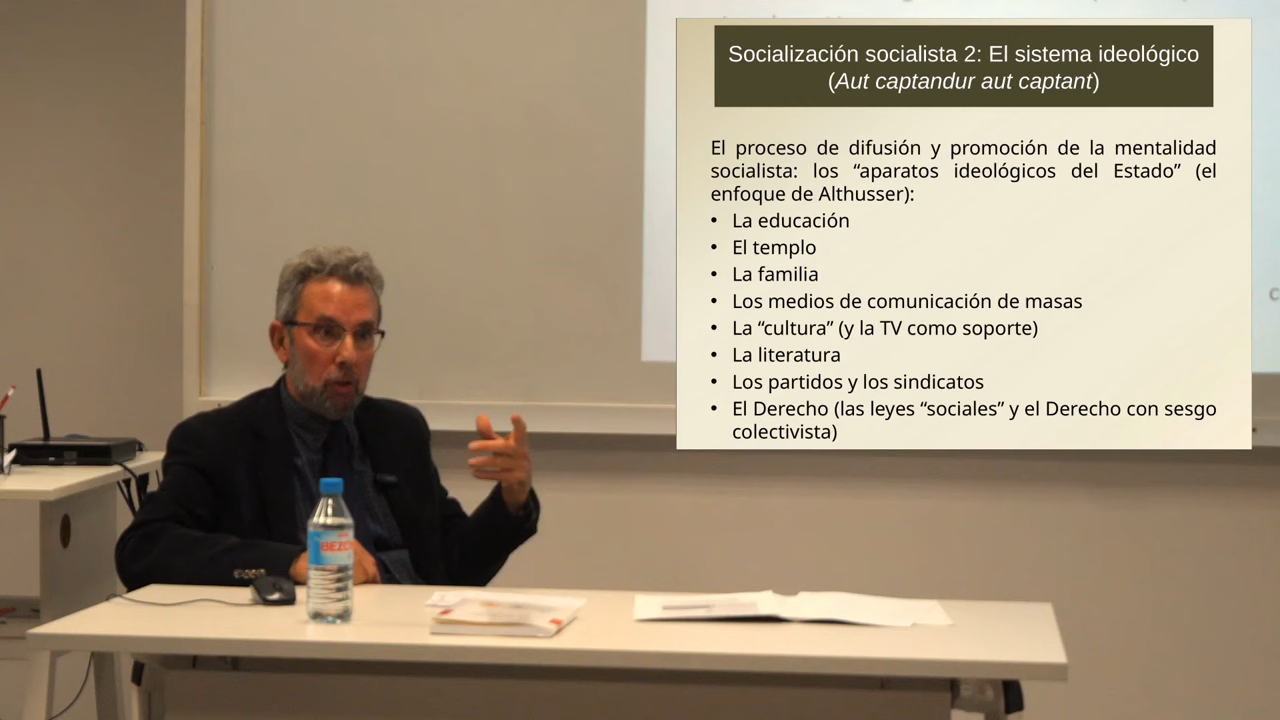 Socialización socialista 2: El sistema ideológico
(Aut captandur aut captant)
El proceso de difusión y promoción de la mentalidad
socialista: los “aparatos ideológicos del Estado” (el
enfoque de Althusser):
• La educación
• El templo
• La familia
• Los medios de comunicación de masas
• La “cultura” (y la TV como soporte)
• La literatura
• Los partidos y los sindicatos
• El Derecho (las leyes “sociales” y el Derecho con sesgo
colectivista)